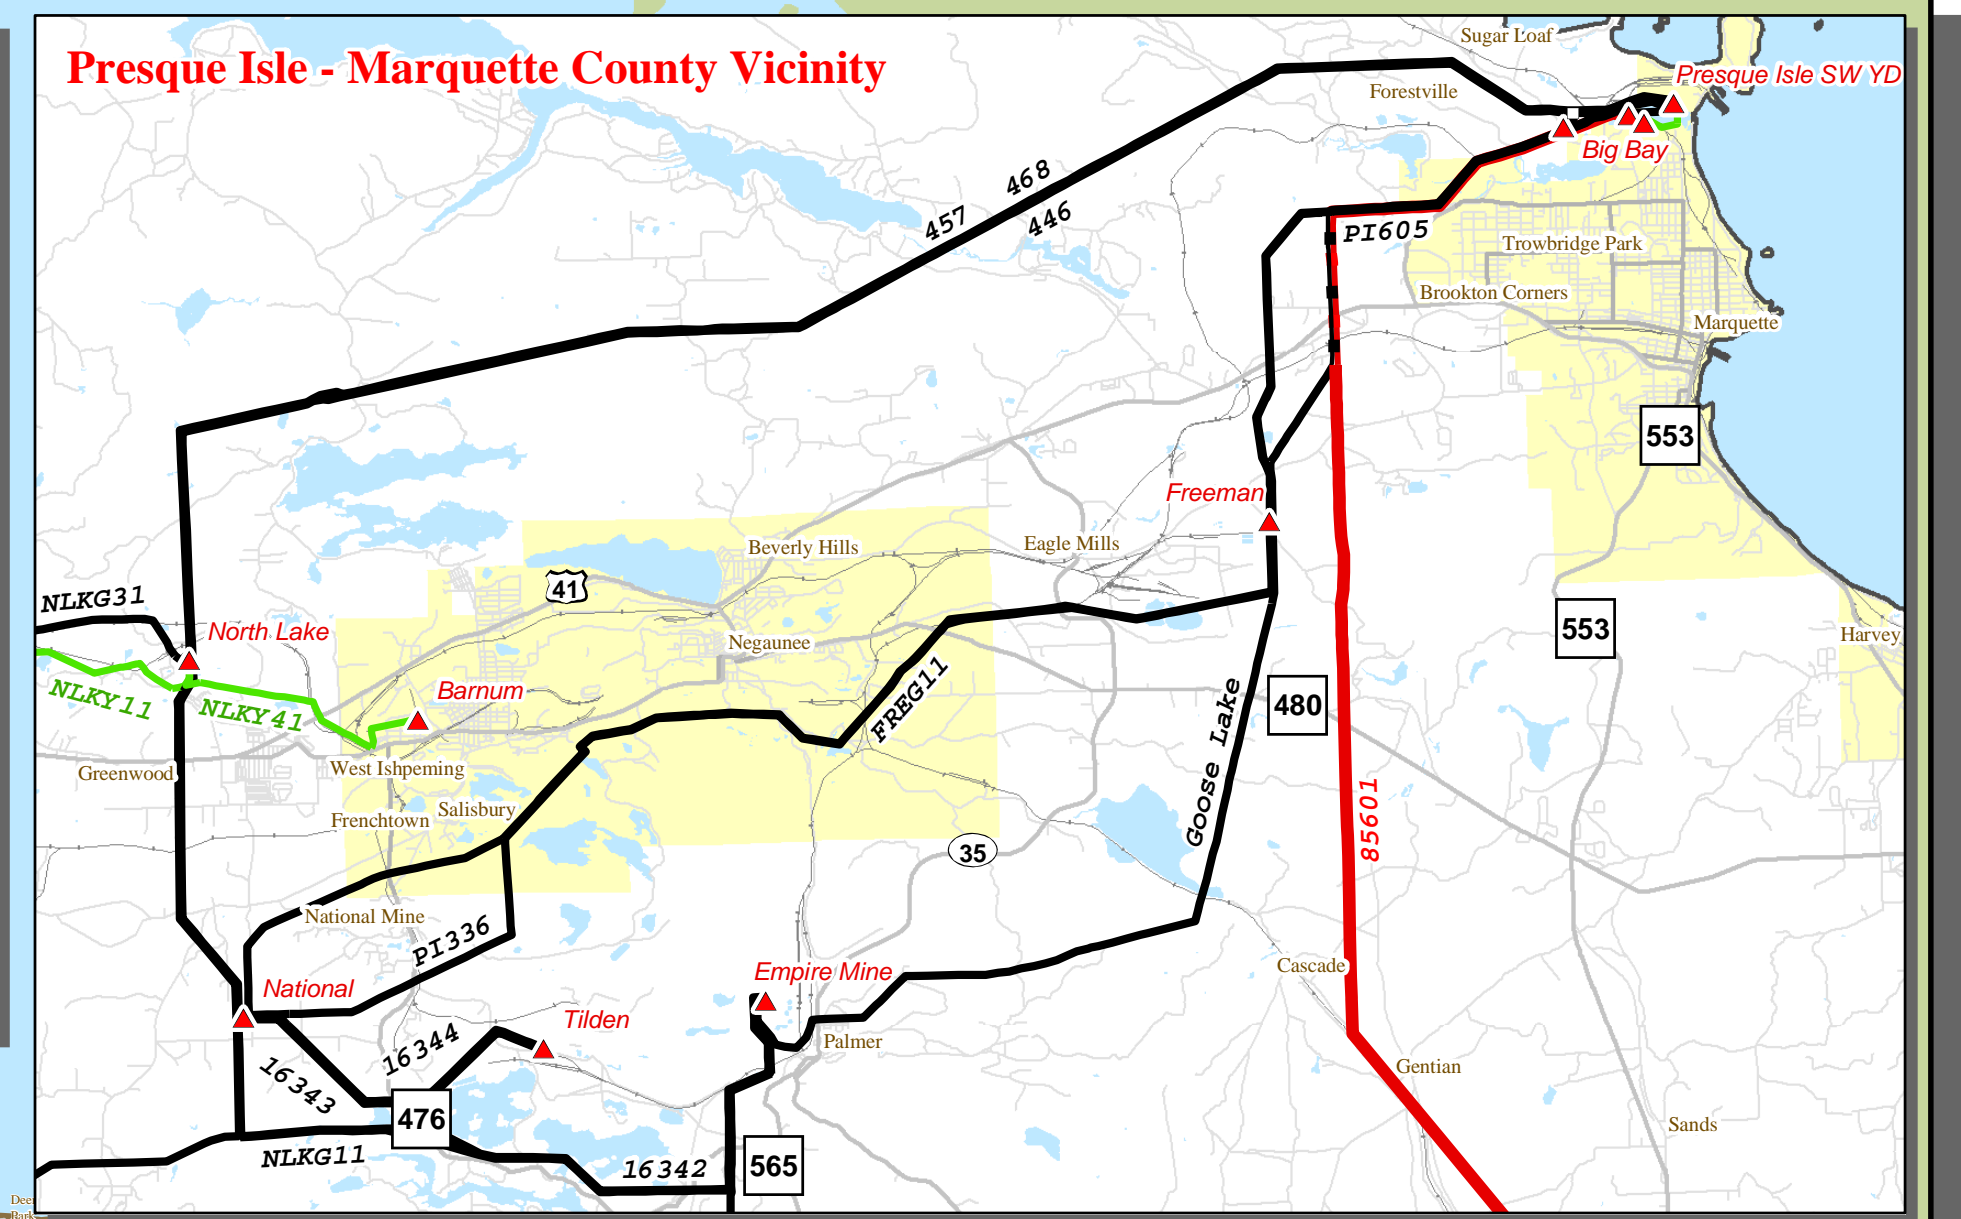 Presque Isle - Marquette County Vicinity
Sugar Loaf
Presque Isle SW YD
Forestville
Big Bay
468
457
446
PI605
Trowbridge Park
Brookton Corners
Marquette
553
Freeman
Eagle Mills
Beverly Hills
41
NLKG31
North Lake
553
Harvey
Negaunee
Barnum
NLKY11
NLKY41
FREG11
Goose Lake
480
Greenwood
West Ishpeming
Salisbury
Frenchtown
85601
35
National Mine
PI336
Empire Mine
Cascade
National
Tilden
Palmer
16344
16343
Gentian
476
Sands
NLKG11
16342
565
Deer
Park